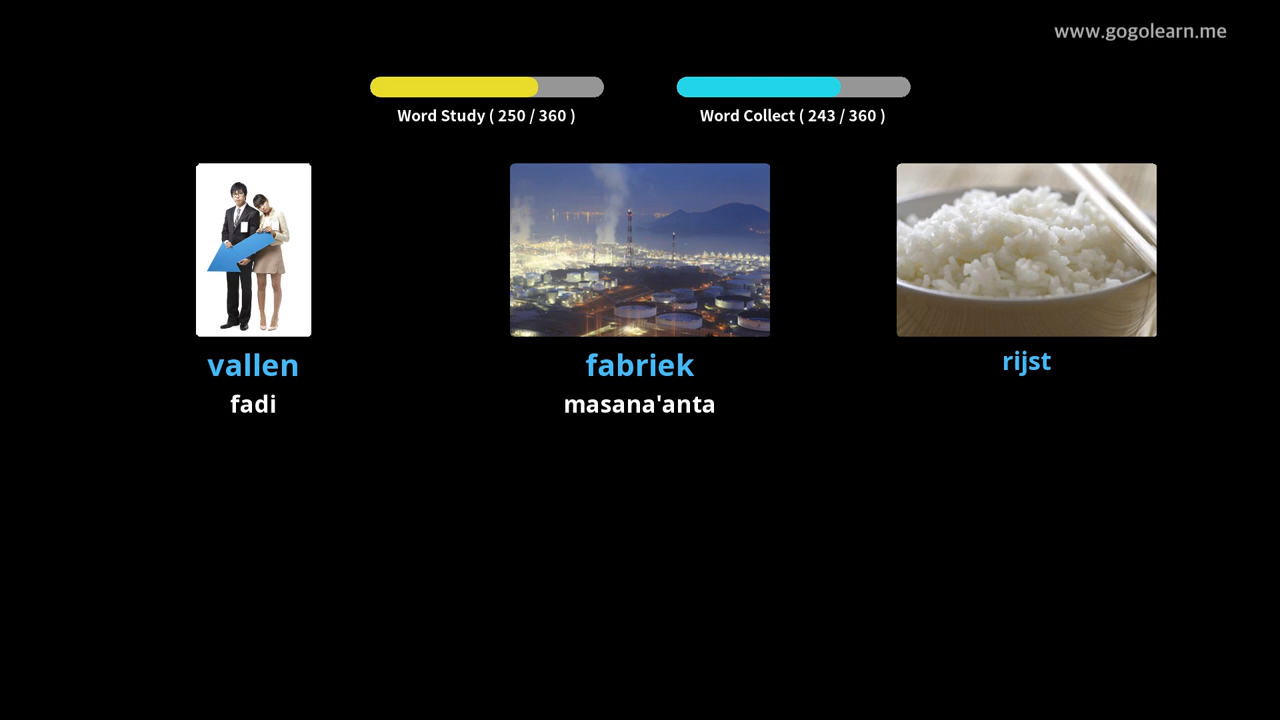 www.gogolearn.me
Word Study ( 250 / 360 )
Word Collect ( 243 / 360 )
vallen
fadi
fabriek
masana'anta
rijst